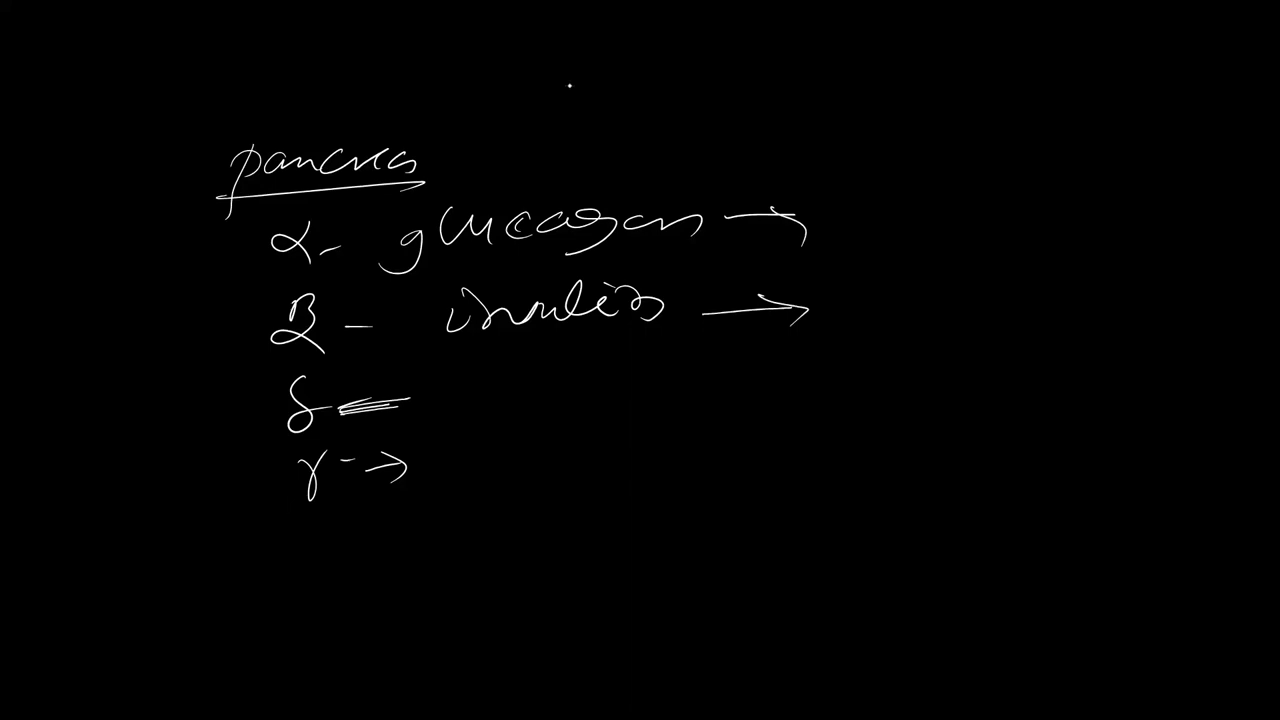 pancreas
α - glucagon →
β - insulin →
δ ←
γ - →